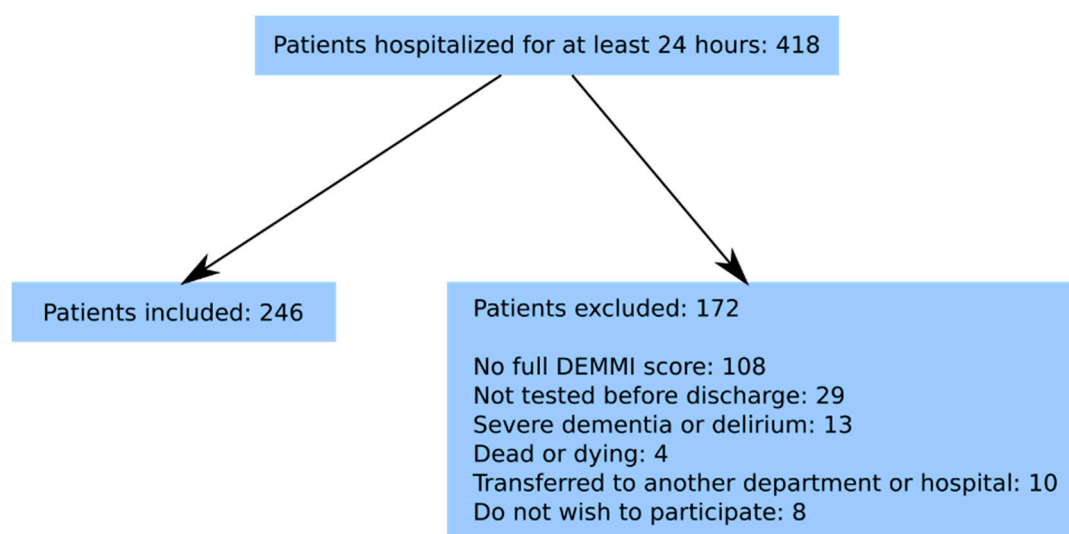 Patients hospitalized for at least 24 hours: 418
Patients included: 246
Patients excluded: 172
No full DEMMI score: 108
Not tested before discharge: 29
Severe dementia or delirium: 13
Dead or dying: 4
Transferred to another department or hospital: 10
Do not wish to participate: 8